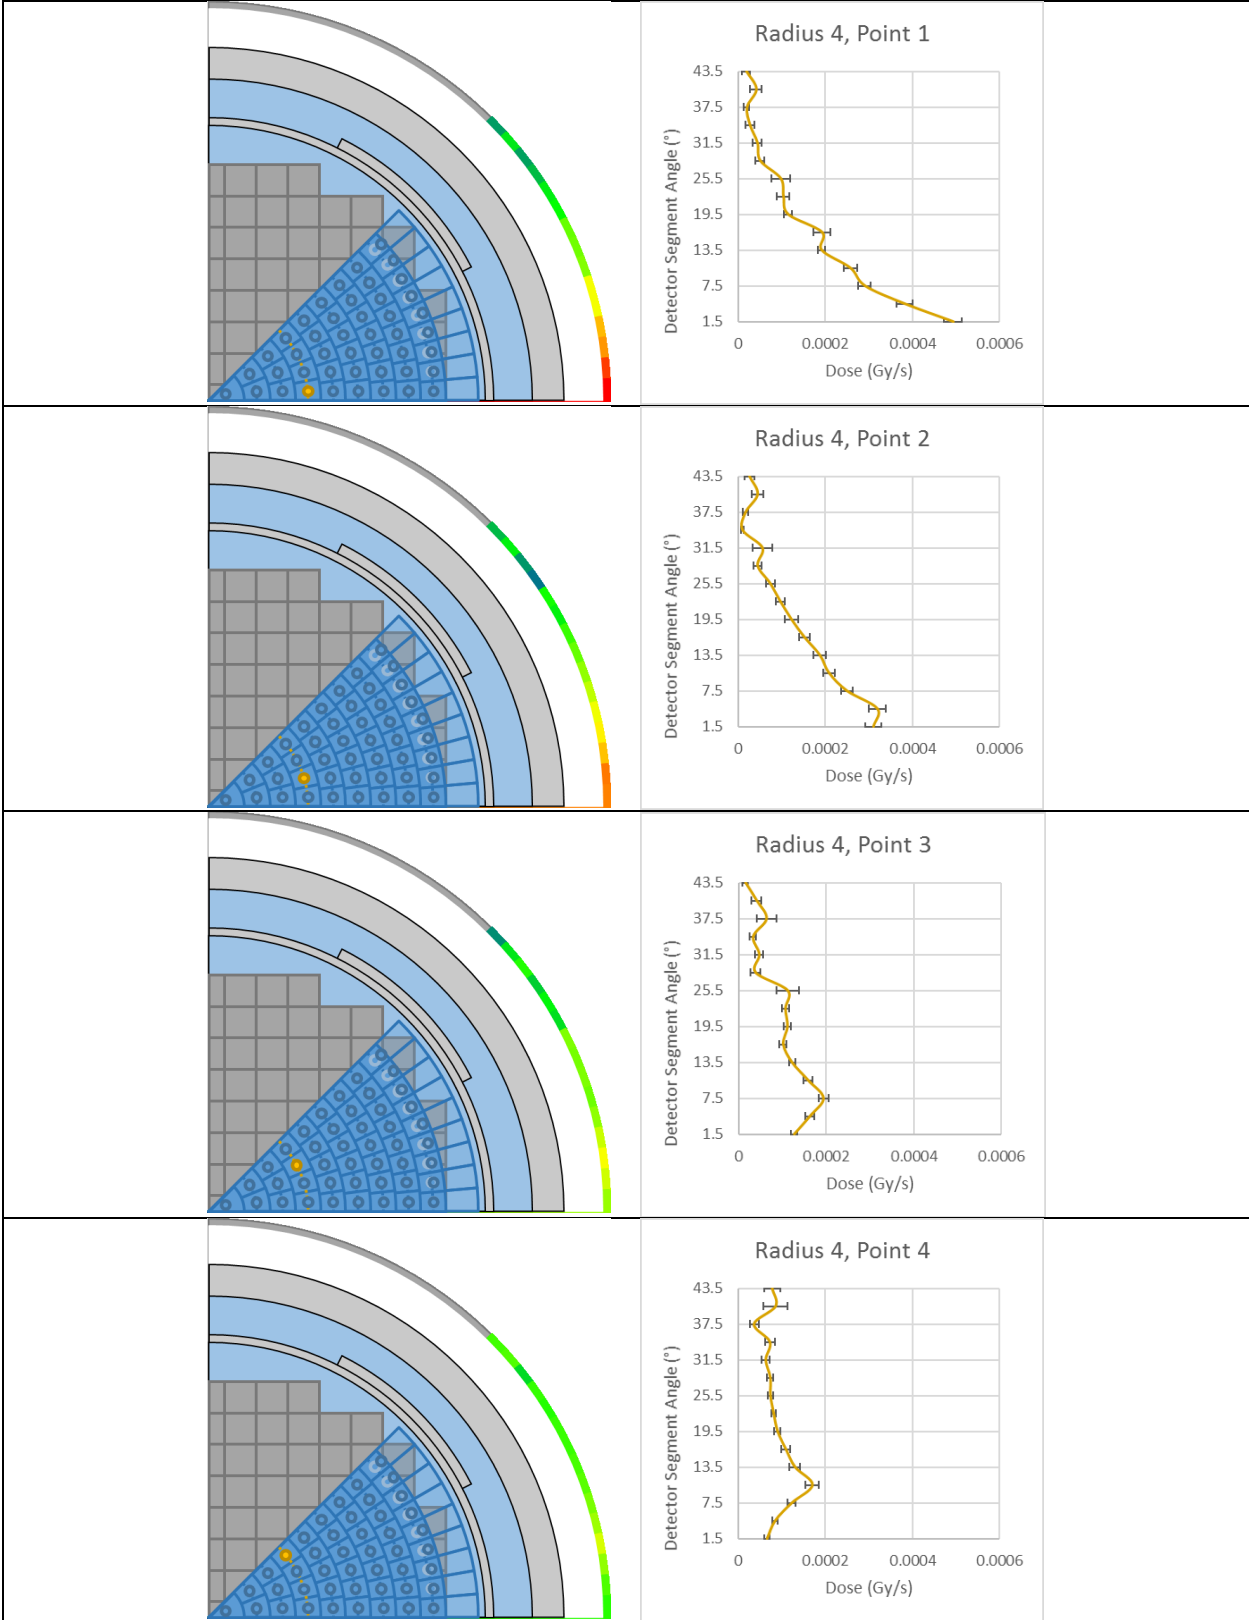 Radius 4, Point 1
Detector Segment Angle (°)
43.5
37.5
31.5
25.5
19.5
13.5
7.5
1.5
0 0.0002 0.0004 0.0006
Dose (Gy/s)
Radius 4, Point 2
Detector Segment Angle (°)
43.5
37.5
31.5
25.5
19.5
13.5
7.5
1.5
0 0.0002 0.0004 0.0006
Dose (Gy/s)
Radius 4, Point 3
Detector Segment Angle (°)
43.5
37.5
31.5
25.5
19.5
13.5
7.5
1.5
0 0.0002 0.0004 0.0006
Dose (Gy/s)
Radius 4, Point 4
Detector Segment Angle (°)
43.5
37.5
31.5
25.5
19.5
13.5
7.5
1.5
0 0.0002 0.0004 0.0006
Dose (Gy/s)